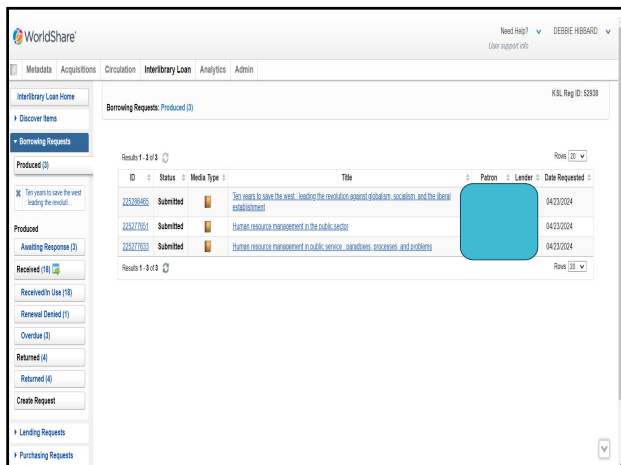 WorldShare®
Need Help?
DEBBIE HIBBARD
User support info
Metadata Acquisitions Circulation Interlibrary Loan Analytics Admin
KSL Reg ID: 52938
Interlibrary Loan Home
Discover Items
Borrowing Requests
Produced (3)
Ten years to save the west
leading the revoluti...
Produced
Awaiting Response (3)
Received (18)
Received/In Use (18)
Renewal Denied (1)
Overdue (3)
Returned (4)
Returned (4)
Create Request
Lending Requests
Purchasing Requests
Borrowing Requests: Produced (3)
Results 1 - 3 of 3
Rows 20
ID Status Media Type Title Patron Lender Date Requested
225286465 Submitted Ten years to save the west leading the revolution against globalism, socialism, and the liberal
establishment 04/23/2024
225277651 Submitted Human resource management in the public sector 04/23/2024
225277633 Submitted Human resource management in public service paradoxes, processes, and problems 04/23/2024
Results 1 - 3 of 3
Rows 20